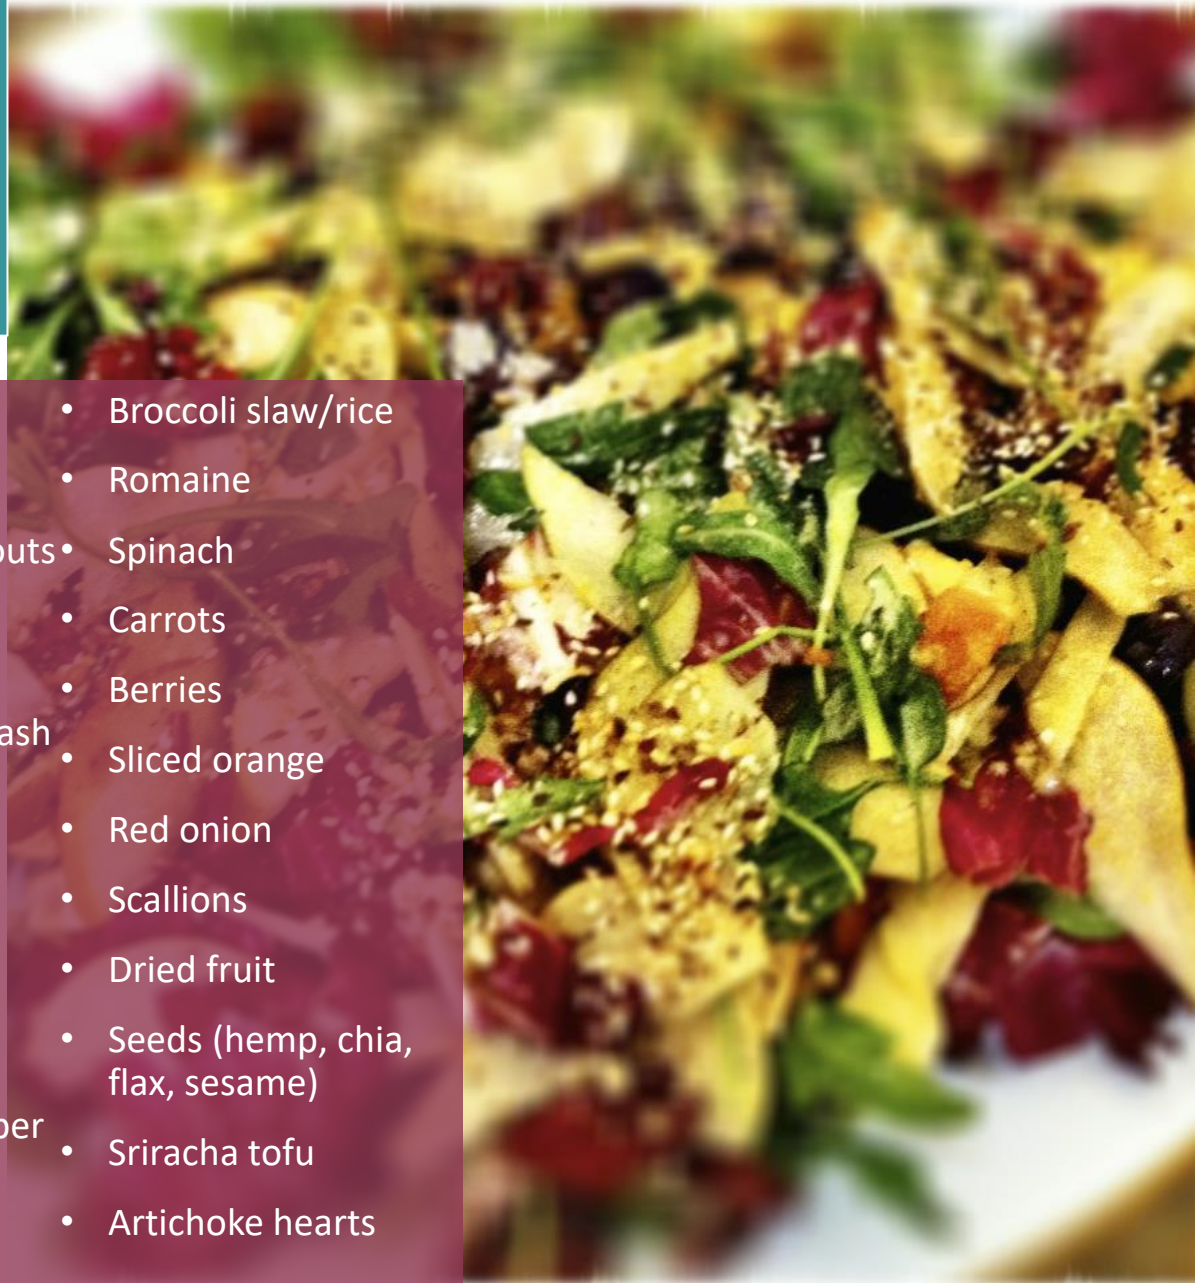 • Broccoli slaw/rice
• Romaine
• Spinach
• Carrots
• Berries
• Sliced orange
• Red onion
• Scallions
• Dried fruit
• Seeds (hemp, chia,
flax, sesame)
• Sriracha tofu
• Artichoke hearts